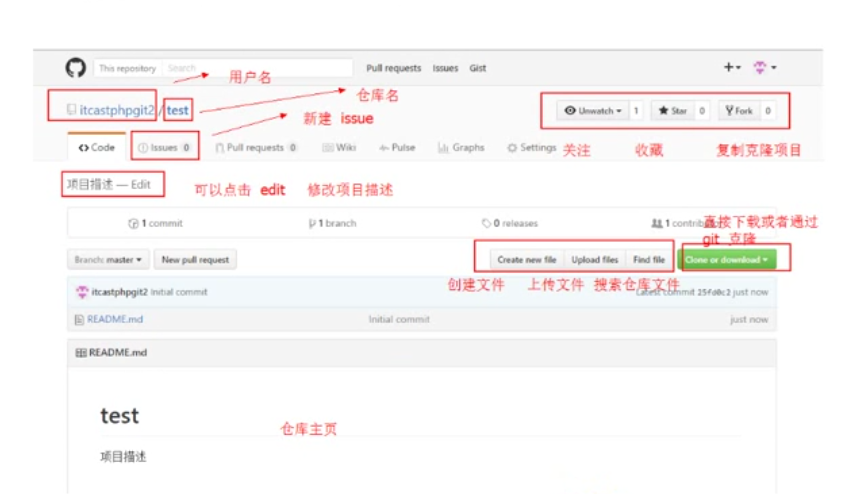 This repository Search Pull requests Issues Gist
用户名
仓库名
itcastphpgit2 / test
新建 issue
Unwatch 1 Star 0 Fork 0
Code Issues 0 Pull requests 0 Wiki Pulse Graphs Settings
关注 收藏 复制克隆项目
项目描述 — Edit
可以点击 edit 修改项目描述
1 commit 1 branch 0 releases 1
直接下载或者通过
git 克隆
Branch: master New pull request Create new file Upload files Find file Clone or download
创建文件 上传文件 搜索仓库文件
itcastphpgit2 Initial commit Latest commit 25fd0c2 just now
README.md Initial commit just now
README.md
test
仓库主页
项目描述